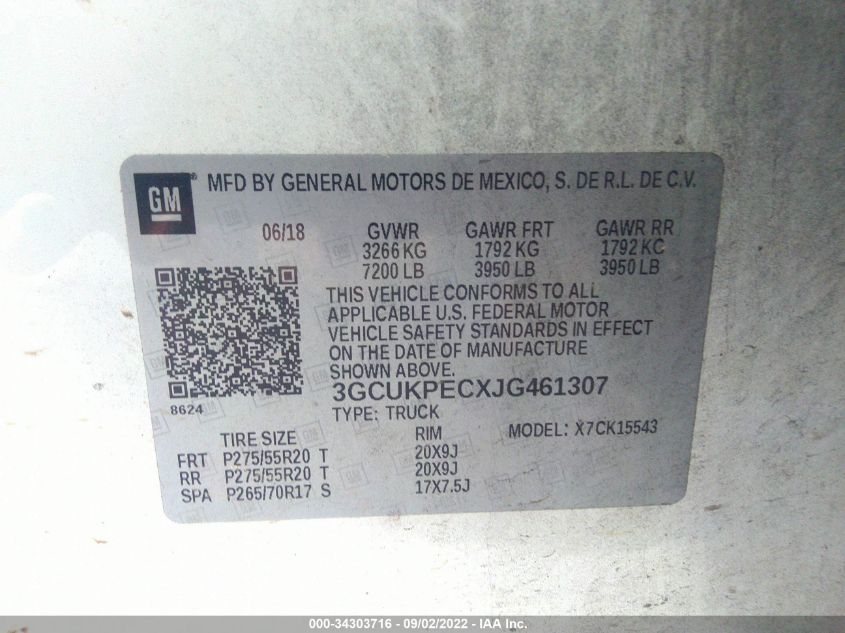 GM ® MFD BY GENERAL MOTORS DE MEXICO, S. DE R.L. DE C.V.
06/18 GVWR GAWR FRT GAWR RR
3266 KG 1792 KG 1792 KG
7200 LB 3950 LB 3950 LB
THIS VEHICLE CONFORMS TO ALL
APPLICABLE U.S. FEDERAL MOTOR
VEHICLE SAFETY STANDARDS IN EFFECT
ON THE DATE OF MANUFACTURE
SHOWN ABOVE.
3GCUKPECXJG461307
8624
TYPE: TRUCK
TIRE SIZE RIM MODEL: X7CK15543
FRT P275/55R20 T 20X9J
RR P275/55R20 T 20X9J
SPA P265/70R17 S 17X7.5J
000-34303716 - 09/02/2022 - IAA Inc.